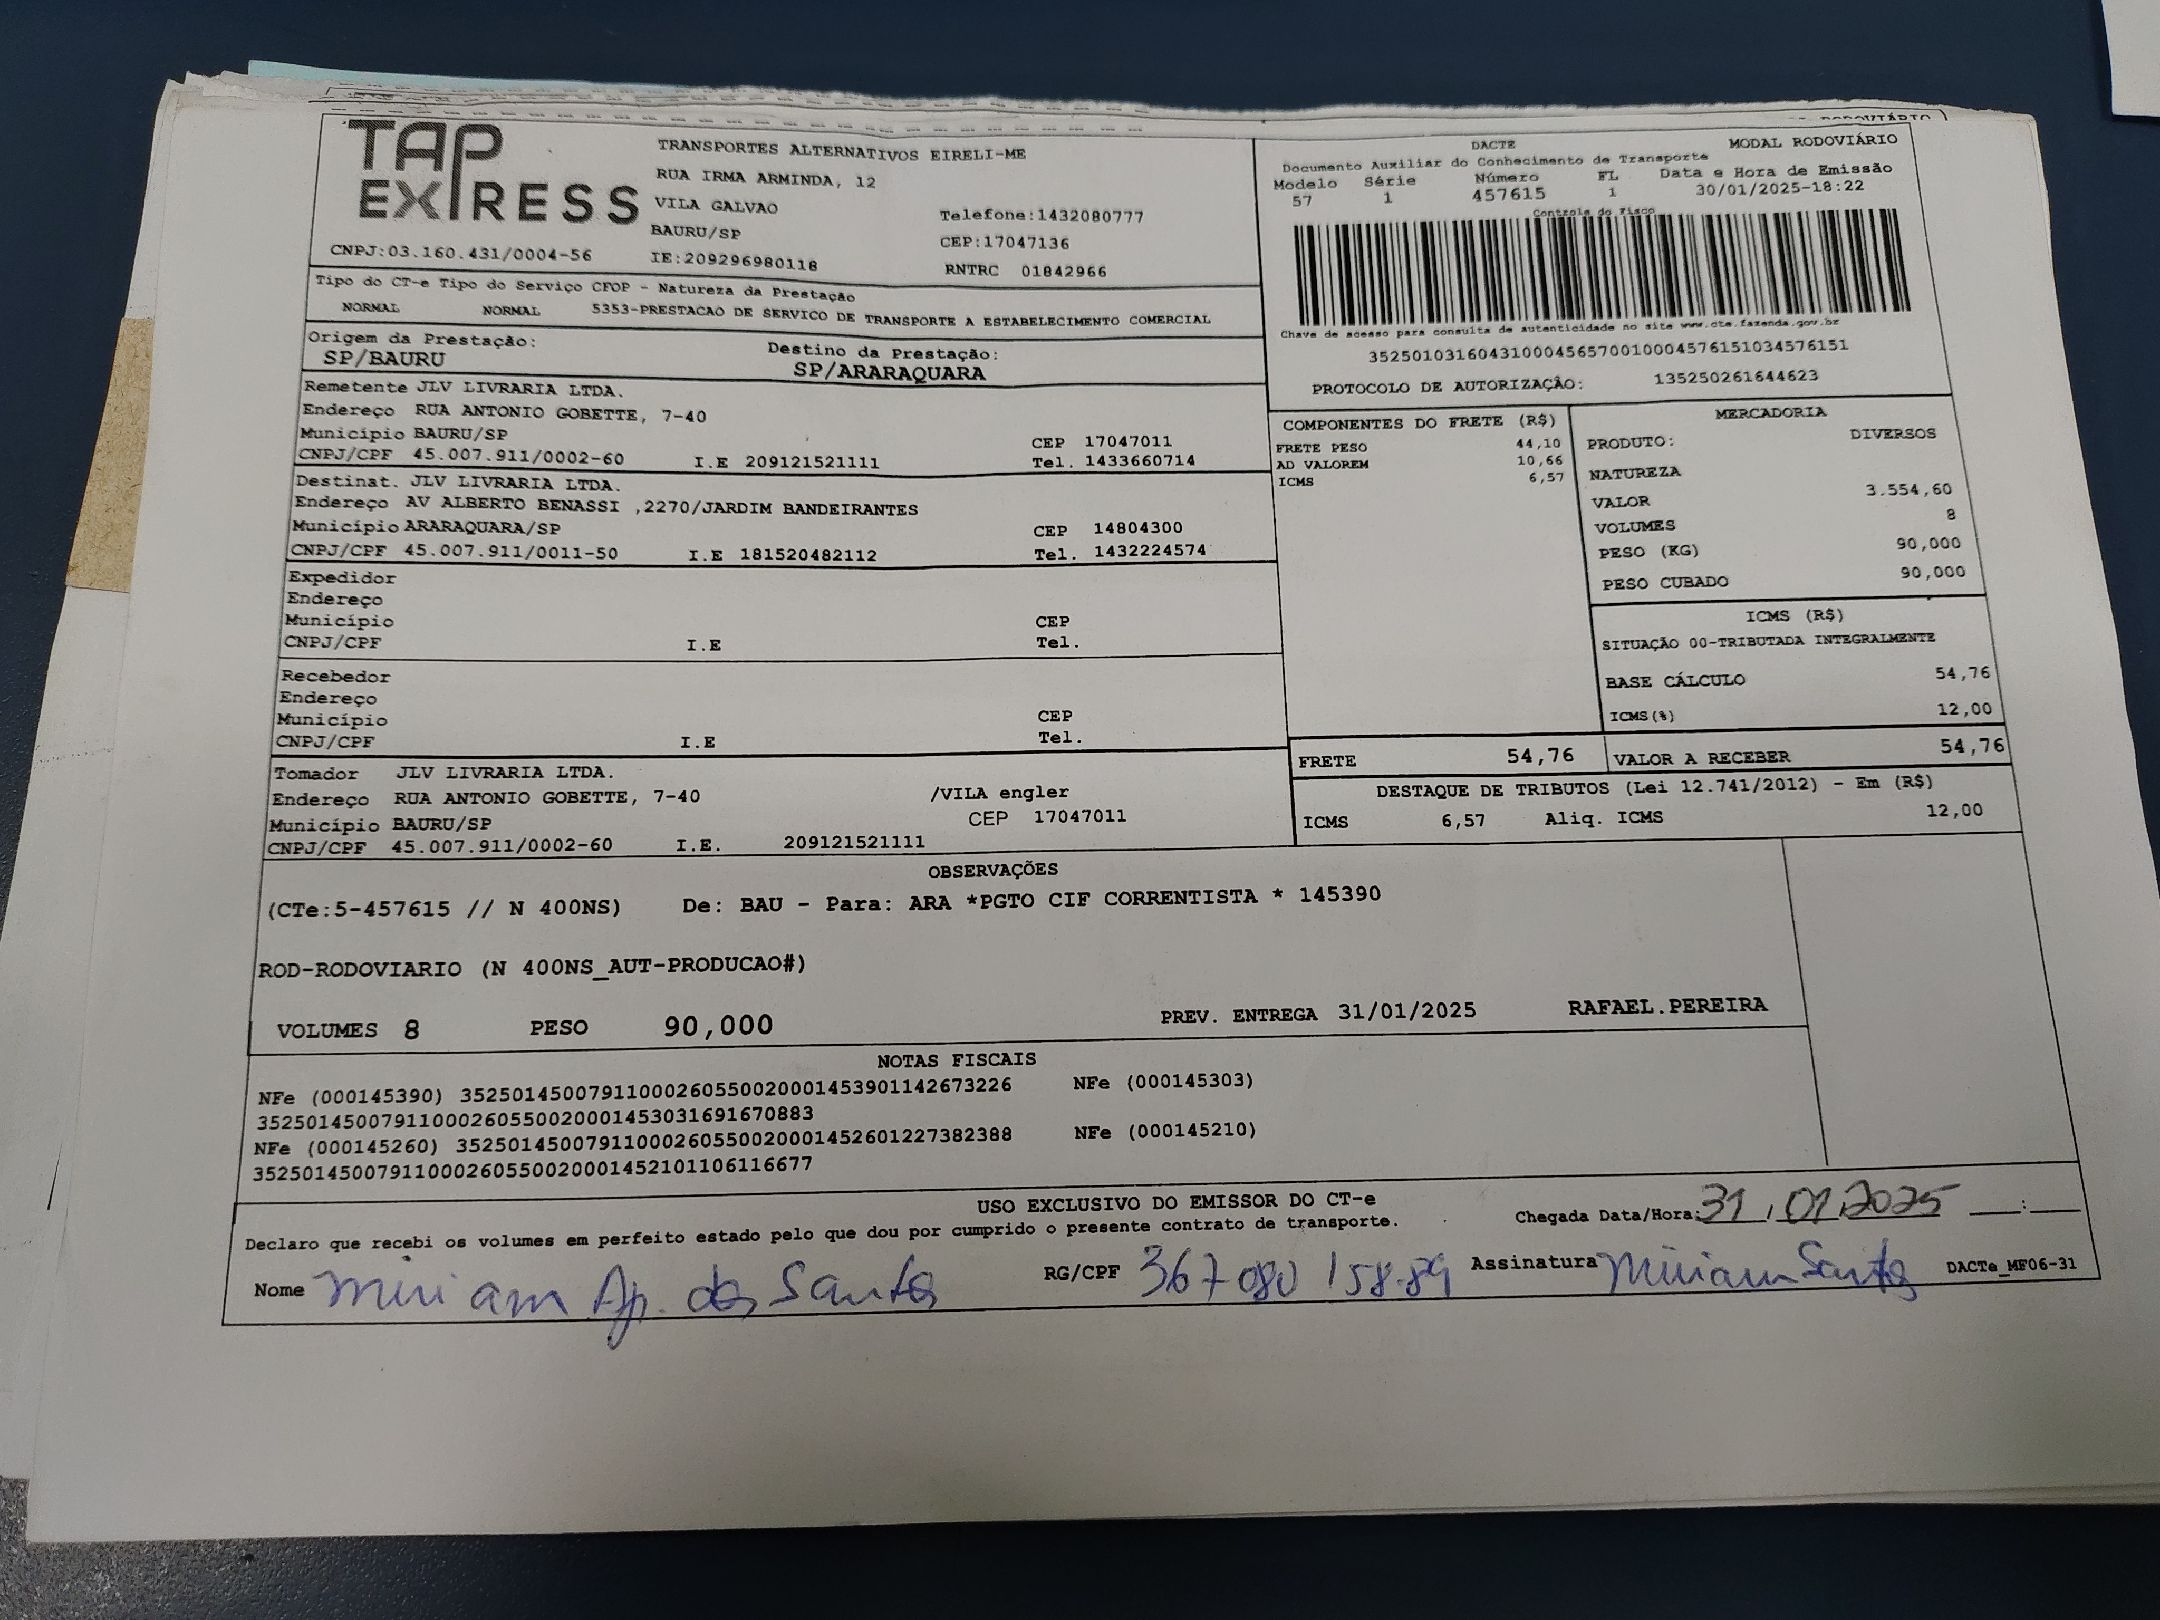 TAP
EXPRESS
TRANSPORTES ALTERNATIVOS EIRELI-ME
RUA IRMA ARMINDA, 12
VILA GALVAO
Telefone:1432080777
BAURU/SP
CEP:17047136
CNPJ:03.160.431/0004-56
IE:209296980118
RNTRC 01842966
DACTE
MODAL RODOVIÁRIO
Documento Auxiliar do Conhecimento de Transporte
Modelo Série Número FL Data e Hora de Emissão
57 1 457615 1 30/01/2025-18:22
Controle do Fisco
Chave de acesso para consulta de autenticidade no site www.cte.fazenda.gov.br
35250103160431000456570010004576151034576151
PROTOCOLO DE AUTORIZAÇÃO: 135250261644623
Tipo do CT-e Tipo do Serviço CFOP - Natureza da Prestação
NORMAL NORMAL 5353-PRESTACAO DE SERVICO DE TRANSPORTE A ESTABELECIMENTO COMERCIAL
Origem da Prestação: Destino da Prestação:
SP/BAURU SP/ARARAQUARA
Remetente JLV LIVRARIA LTDA.
Endereço RUA ANTONIO GOBETTE, 7-40
Município BAURU/SP CEP 17047011
CNPJ/CPF 45.007.911/0002-60 I.E 209121521111 Tel. 1433660714
Destinat. JLV LIVRARIA LTDA.
Endereço AV ALBERTO BENASSI ,2270/JARDIM BANDEIRANTES
Município ARARAQUARA/SP CEP 14804300
CNPJ/CPF 45.007.911/0011-50 I.E 181520482112 Tel. 1432224574
Expedidor
Endereço
Município CEP
CNPJ/CPF I.E Tel.
Recebedor
Endereço
Município CEP
CNPJ/CPF I.E Tel.
Tomador JLV LIVRARIA LTDA.
Endereço RUA ANTONIO GOBETTE, 7-40 /VILA engler
Município BAURU/SP CEP 17047011
CNPJ/CPF 45.007.911/0002-60 I.E. 209121521111
COMPONENTES DO FRETE (R$)
FRETE PESO 44,10
AD VALOREM 10,66
ICMS 6,57
MERCADORIA
PRODUTO: DIVERSOS
NATUREZA
VALOR 3.554,60
VOLUMES 8
PESO (KG) 90,000
PESO CUBADO 90,000
ICMS (R$)
SITUAÇÃO 00-TRIBUTADA INTEGRALMENTE
BASE CÁLCULO 54,76
ICMS(%) 12,00
FRETE 54,76 VALOR A RECEBER 54,76
DESTAQUE DE TRIBUTOS (Lei 12.741/2012) - Em (R$)
ICMS 6,57 Aliq. ICMS 12,00
OBSERVAÇÕES
(CTe:5-457615 // N 400NS) De: BAU - Para: ARA *PGTO CIF CORRENTISTA * 145390
ROD-RODOVIARIO (N 400NS_AUT-PRODUCAO#)
VOLUMES 8 PESO 90,000 PREV. ENTREGA 31/01/2025 RAFAEL.PEREIRA
NOTAS FISCAIS
NFe (000145390) 35250145007911000260550020001453901142673226 NFe (000145303)
35250145007911000260550020001453031691670883
NFe (000145260) 35250145007911000260550020001452601227382388 NFe (000145210)
35250145007911000260550020001452101106116677
USO EXCLUSIVO DO EMISSOR DO CT-e
Declaro que recebi os volumes em perfeito estado pelo que dou por cumprido o presente contrato de transporte.
Chegada Data/Hora: 31.01.2025 ___:___
Nome Miriam Ap. dos Santos RG/CPF 367 080 158-89 Assinatura Miriam Santos DACTe_MF06-31